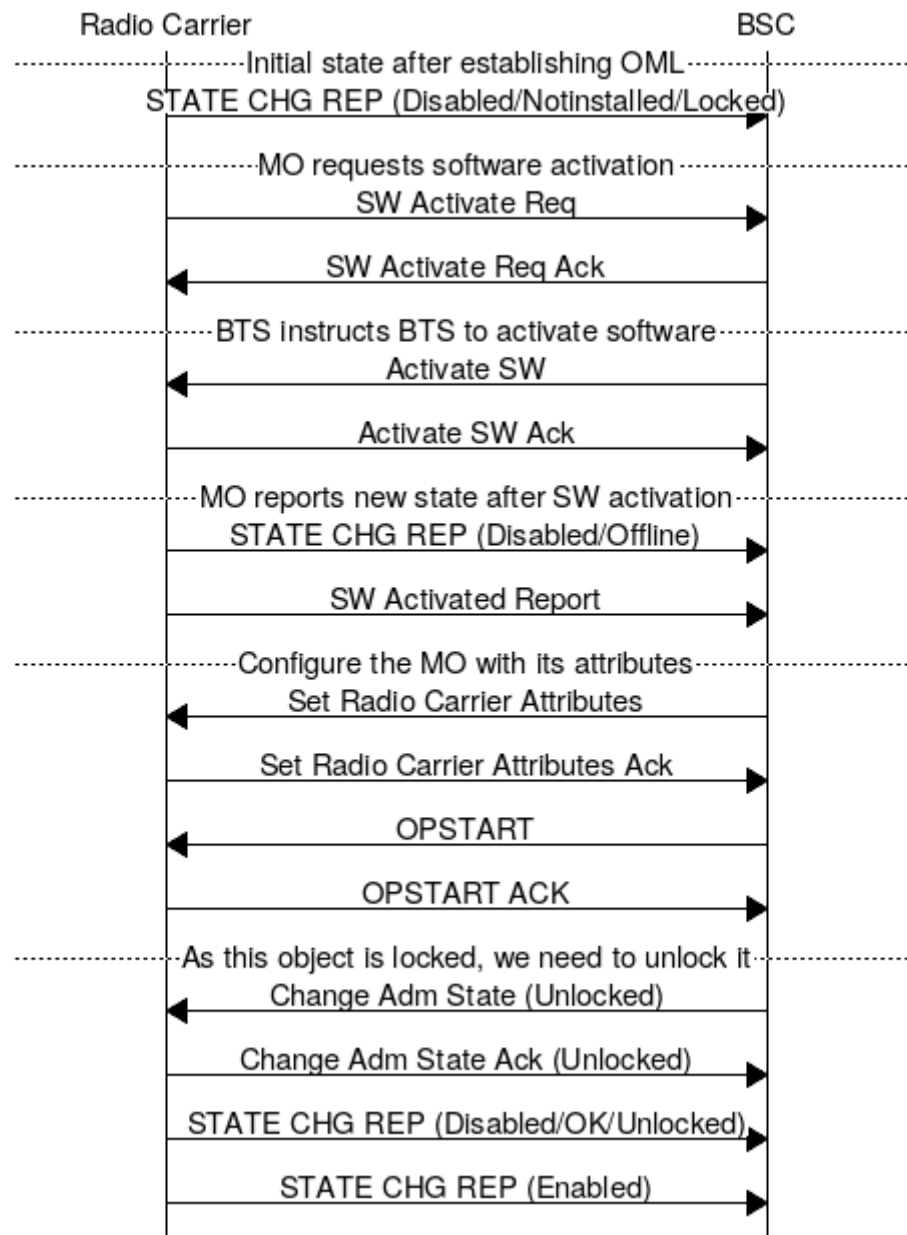 Radio Carrier BSC
Initial state after establishing OML
STATE CHG REP (Disabled/Notinstalled/Locked)
MO requests software activation
SW Activate Req
SW Activate Req Ack
BTS instructs BTS to activate software
Activate SW
Activate SW Ack
MO reports new state after SW activation
STATE CHG REP (Disabled/Offline)
SW Activated Report
Configure the MO with its attributes
Set Radio Carrier Attributes
Set Radio Carrier Attributes Ack
OPSTART
OPSTART ACK
As this object is locked, we need to unlock it
Change Adm State (Unlocked)
Change Adm State Ack (Unlocked)
STATE CHG REP (Disabled/OK/Unlocked)
STATE CHG REP (Enabled)